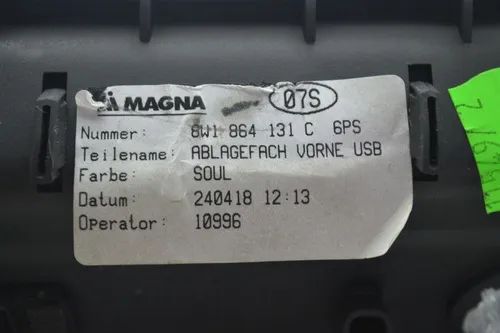 MAGNA 07S
Nummer: 8W1 864 131 C 6PS
Teilename: ABLAGEFACH VORNE USB
Farbe: SOUL
Datum: 240418 12:13
Operator: 10996